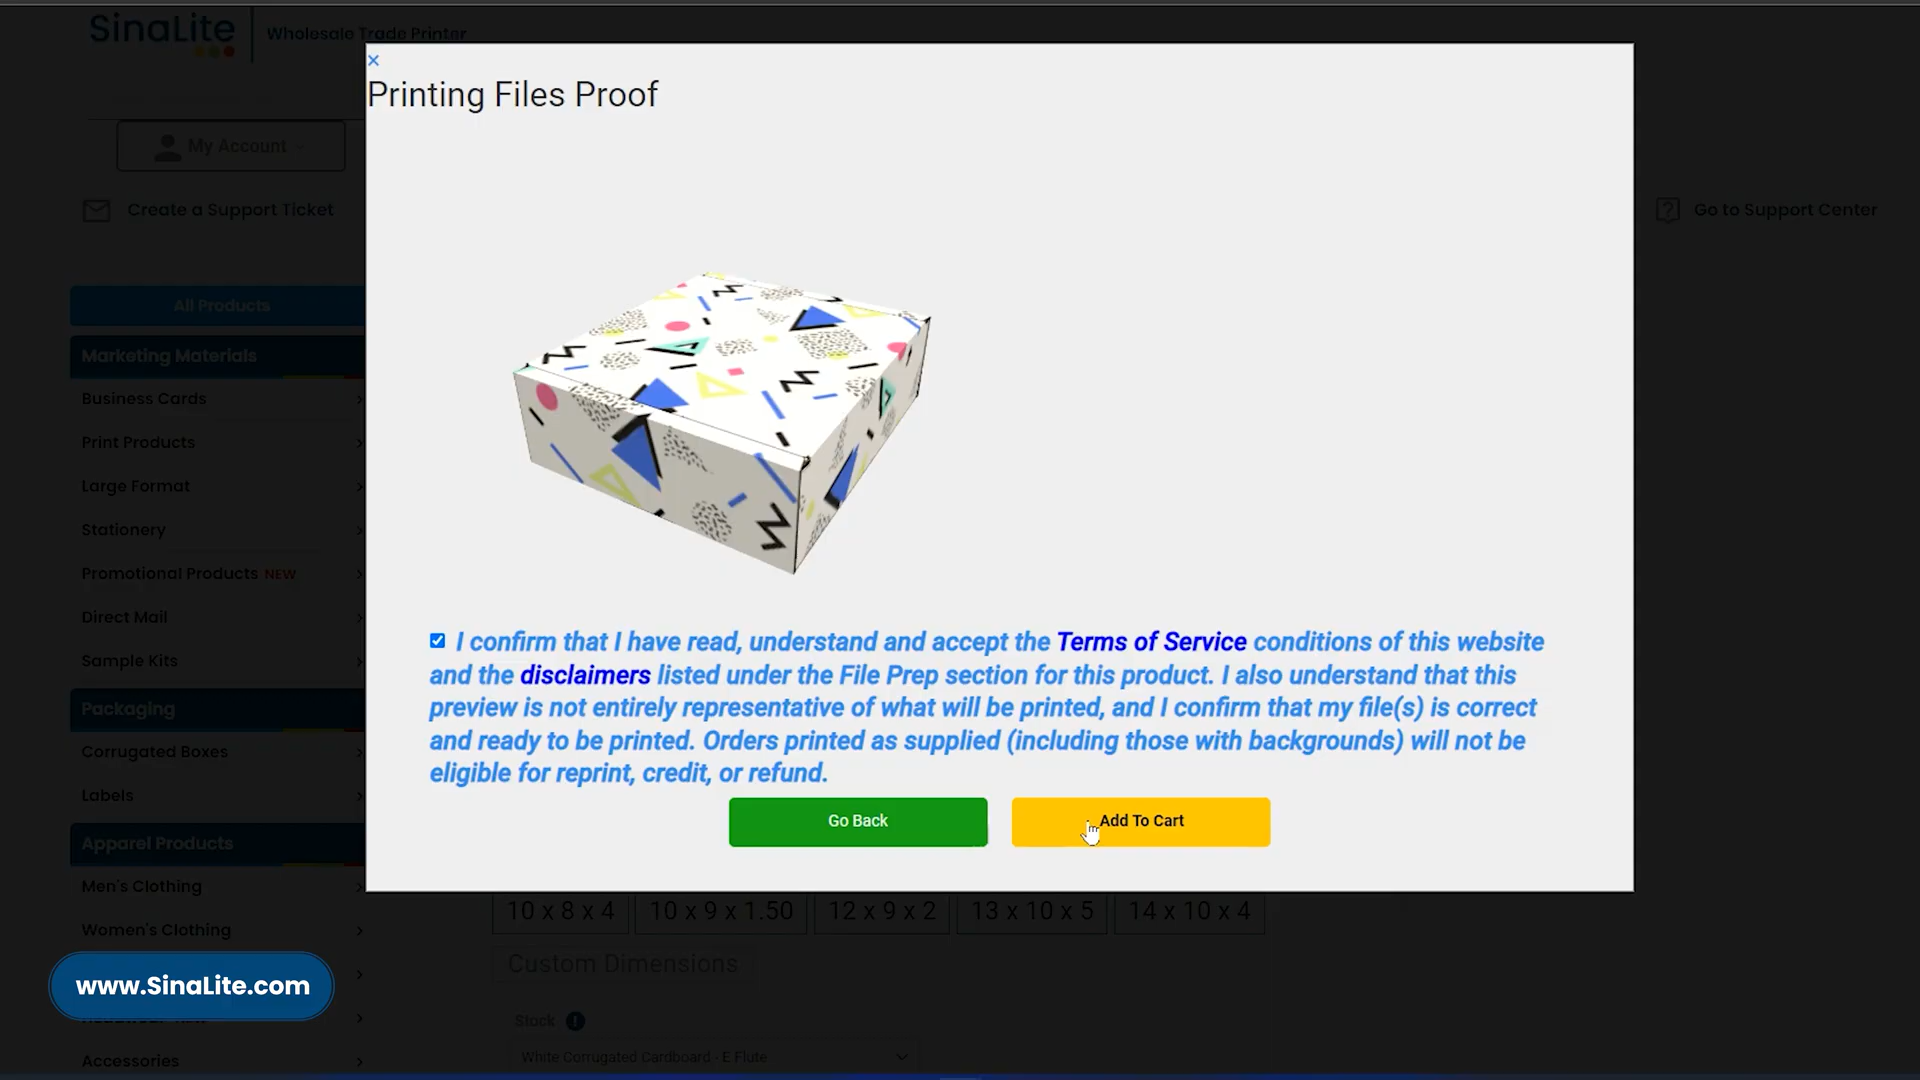 SinaLite
Wholesale Trade Printer
×
Printing Files Proof
My Account
Create a Support Ticket
Go to Support Center
All Products
Marketing Materials
Business Cards
Print Products
Large Format
Stationery
Promotional Products NEW
Direct Mail
Sample Kits
Packaging
Corrugated Boxes
Labels
Apparel Products
Men's Clothing
Women's Clothing
www.SinaLite.com
Accessories
I confirm that I have read, understand and accept the Terms of Service conditions of this website
and the disclaimers listed under the File Prep section for this product. I also understand that this
preview is not entirely representative of what will be printed, and I confirm that my file(s) is correct
and ready to be printed. Orders printed as supplied (including those with backgrounds) will not be
eligible for reprint, credit, or refund.
Go Back
Add To Cart
10 x 8 x 4
10 x 9 x 1.50
12 x 9 x 2
13 x 10 x 5
14 x 10 x 4
Custom Dimensions
Stock
White Corrugated Cardboard - E Flute